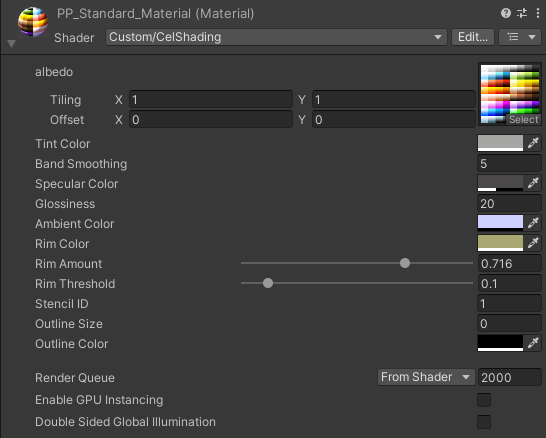 PP_Standard_Material (Material)
Shader Custom/CelShading Edit...
albedo
Tiling X 1 Y 1
Offset X 0 Y 0
Select
Tint Color
Band Smoothing 5
Specular Color
Glossiness 20
Ambient Color
Rim Color
Rim Amount 0.716
Rim Threshold 0.1
Stencil ID 1
Outline Size 0
Outline Color
Render Queue From Shader 2000
Enable GPU Instancing
Double Sided Global Illumination